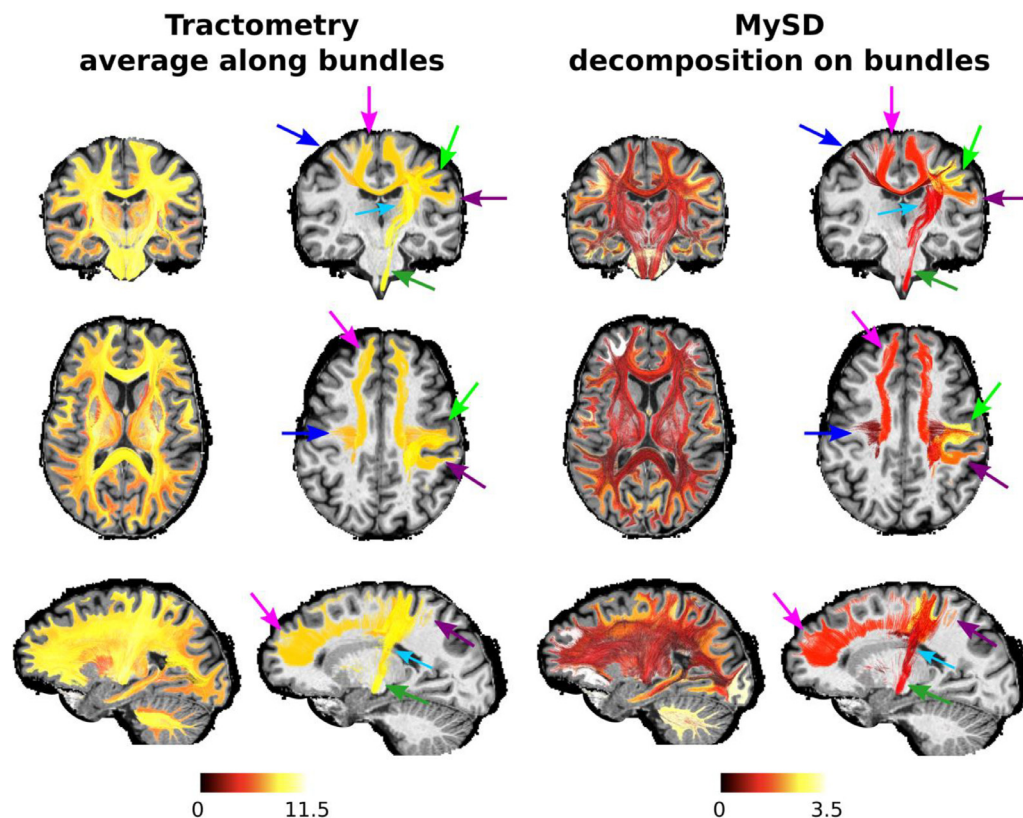 Tractometry
average along bundles
MySD
decomposition on bundles
0 11.5
0 3.5